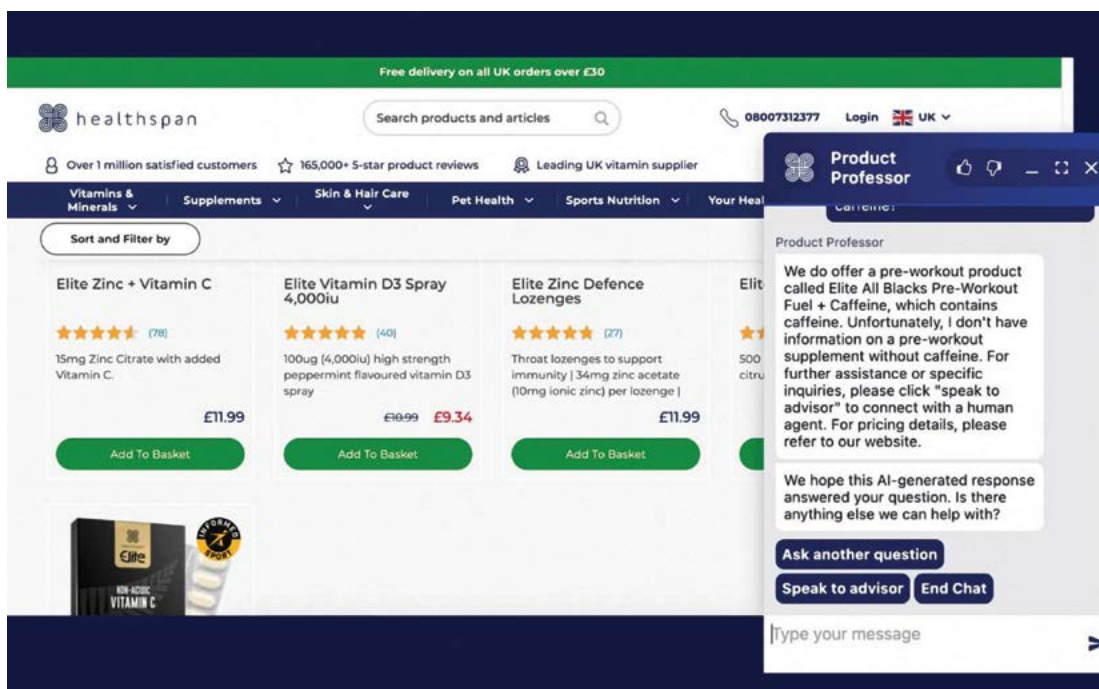 Free delivery on all UK orders over £30
healthspan
Search products and articles
08007312377
Login
UK
Over 1 million satisfied customers
165,000+ 5-star product reviews
Leading UK vitamin supplier
Vitamins &
Minerals
Supplements
Skin & Hair Care
Pet Health
Sports Nutrition
Your Heal
Sort and Filter by
Elite Zinc + Vitamin C
(78)
15mg Zinc Citrate with added
Vitamin C.
£11.99
Add To Basket
Elite Vitamin D3 Spray
4,000iu
(40)
100ug (4,000iu) high strength
peppermint flavoured vitamin D3
spray
£10.99 £9.34
Add To Basket
Elite Zinc Defence
Lozenges
(27)
Throat lozenges to support
immunity | 34mg zinc acetate
(10mg ionic zinc) per lozenge |
£11.99
Add To Basket
Elit
500
citru
Elite
NON-ACIDIC
VITAMIN C
INFORMED
SPORT
Product
Professor
caffeine?
Product Professor
We do offer a pre-workout product
called Elite All Blacks Pre-Workout
Fuel + Caffeine, which contains
caffeine. Unfortunately, I don't have
information on a pre-workout
supplement without caffeine. For
further assistance or specific
inquiries, please click "speak to
advisor" to connect with a human
agent. For pricing details, please
refer to our website.
We hope this AI-generated response
answered your question. Is there
anything else we can help with?
Ask another question
Speak to advisor
End Chat
Type your message